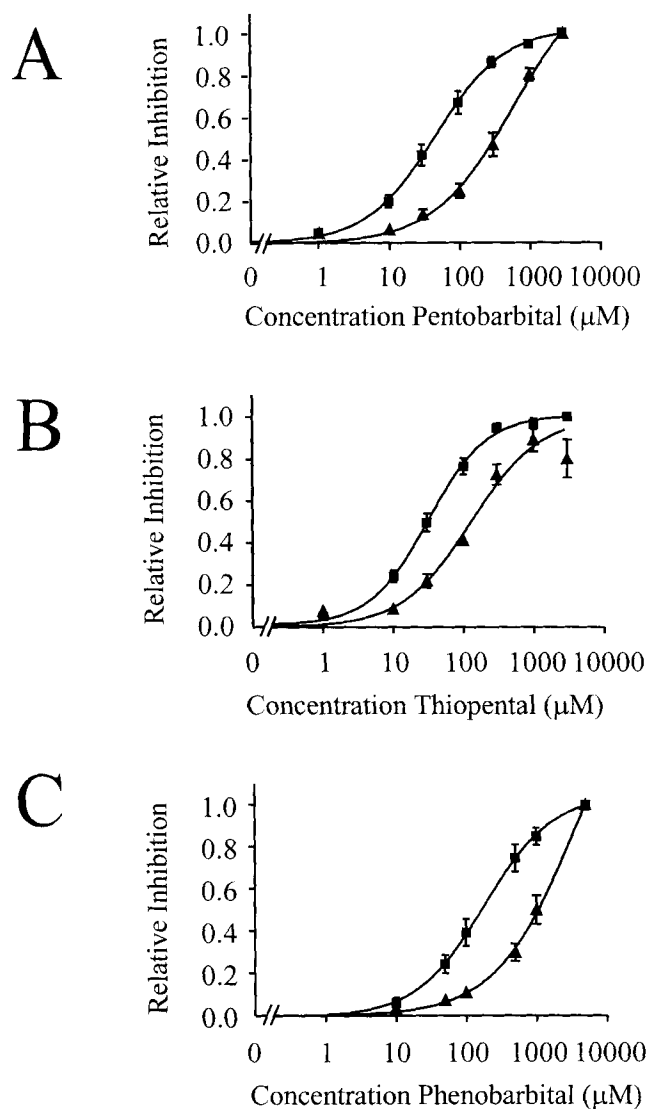 A
Relative Inhibition
1.0
0.8
0.6
0.4
0.2
0.0
0 1 10 100 1000 10000
Concentration Pentobarbital (μM)
B
Relative Inhibition
1.0
0.8
0.6
0.4
0.2
0.0
0 1 10 100 1000 10000
Concentration Thiopental (μM)
C
Relative Inhibition
1.0
0.8
0.6
0.4
0.2
0.0
0 1 10 100 1000 10000
Concentration Phenobarbital (μM)